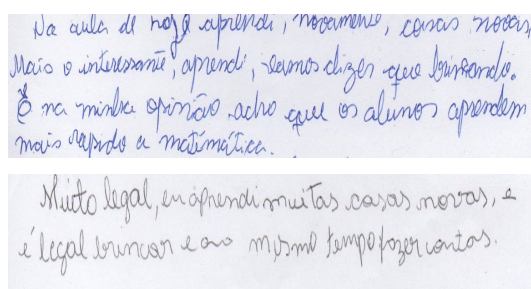 Na aula de hoje aprendi, novamente, coisas novas,
Mais o interessante, aprendi, vamos dizer que brincando.
E na minha opinião acho que os alunos aprendem
mais rapido a matimática.
Muito legal, eu aprendi muitas coisas novas, e
é legal brincar e ao mesmo tempo fazer contas.